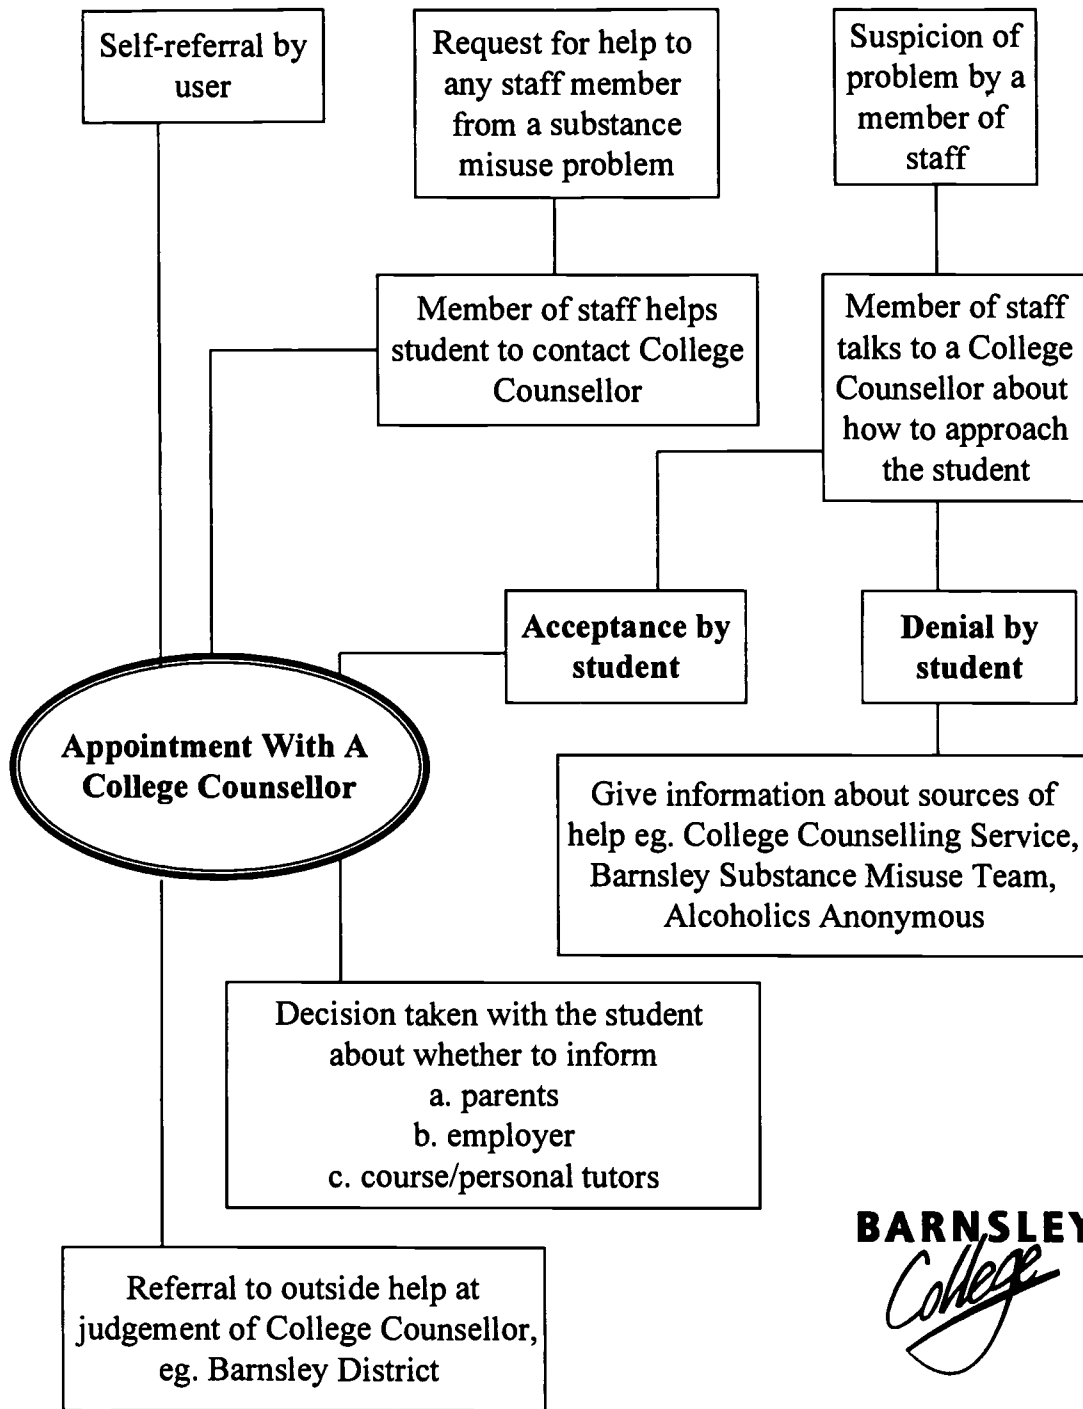 Self-referral by
user
Request for help to
any staff member
from a substance
misuse problem
Suspicion of
problem by a
member of
staff
Member of staff helps
student to contact College
Counsellor
Member of staff
talks to a College
Counsellor about
how to approach
the student
Acceptance by
student
Denial by
student
Appointment With A
College Counsellor
Give information about sources of
help eg. College Counselling Service,
Barnsley Substance Misuse Team,
Alcoholics Anonymous
Decision taken with the student
about whether to inform
a. parents
b. employer
c. course/personal tutors
Referral to outside help at
judgement of College Counsellor,
eg. Barnsley District
BARNSLEY
College